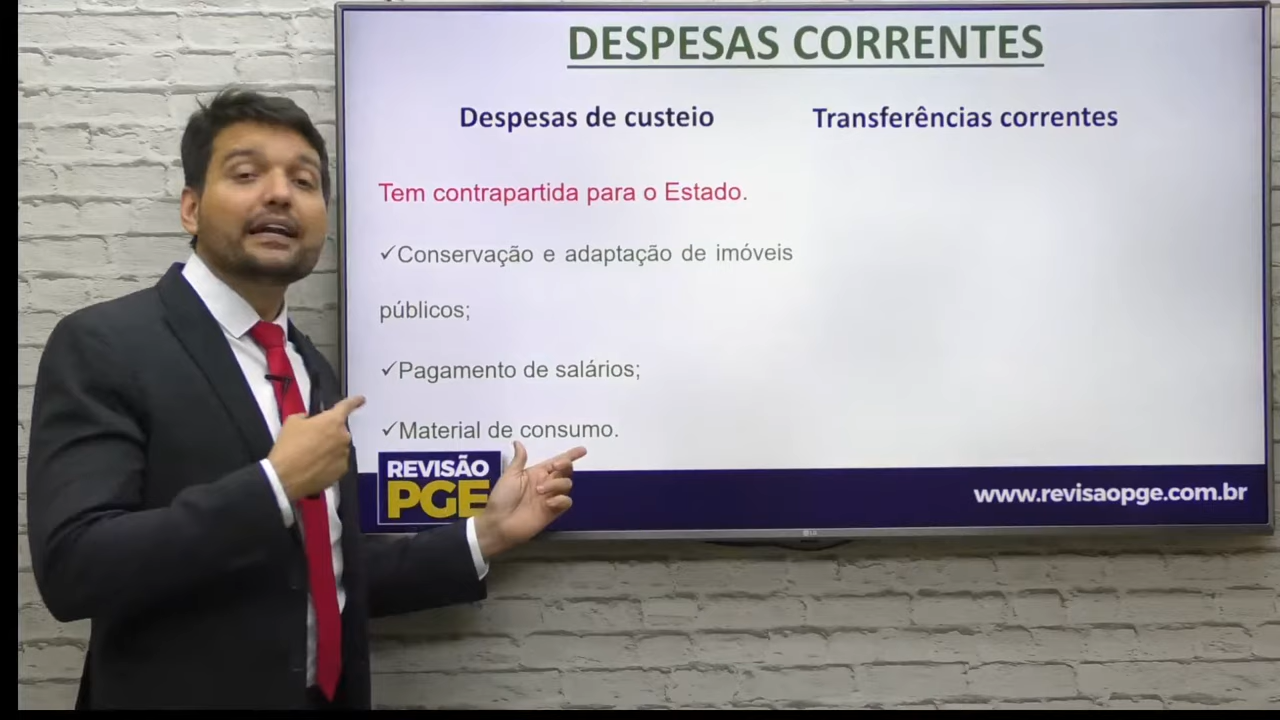 DESPESAS CORRENTES
Despesas de custeio
Transferências correntes
Tem contrapartida para o Estado.
✓Conservação e adaptação de imóveis
públicos;
✓Pagamento de salários;
✓Material de consumo.
REVISÃO
PGE
www.revisaopge.com.br
LG